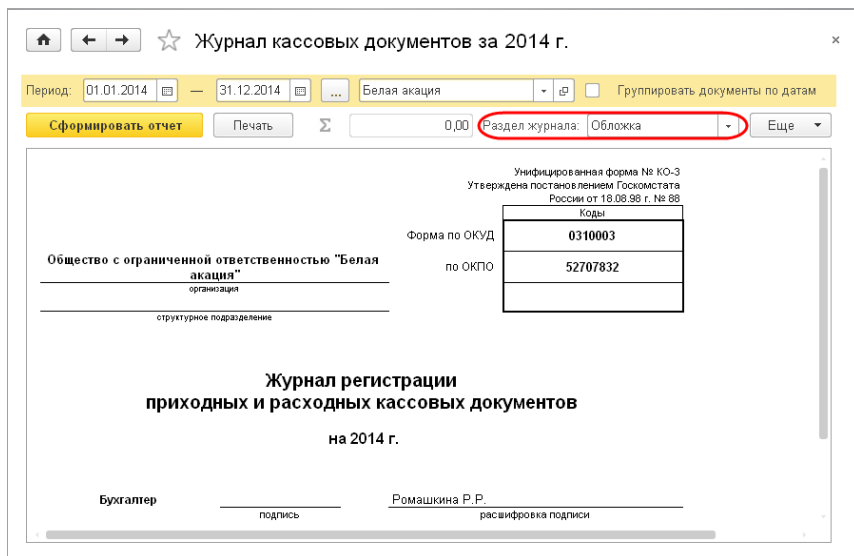 Журнал кассовых документов за 2014 г.
Период: 01.01.2014 — 31.12.2014 ... Белая акация Группировать документы по датам
Сформировать отчет Печать Σ 0,00 Раздел журнала: Обложка Еще
Унифицированная форма № КО-3
Утверждена постановлением Госкомстата
России от 18.08.98 г. № 88
Коды
Форма по ОКУД 0310003
Общество с ограниченной ответственностью "Белая
акация"
по ОКПО 52707832
организация
структурное подразделение
Журнал регистрации
приходных и расходных кассовых документов
на 2014 г.
Бухгалтер Ромашкина Р.Р.
подпись расшифровка подписи